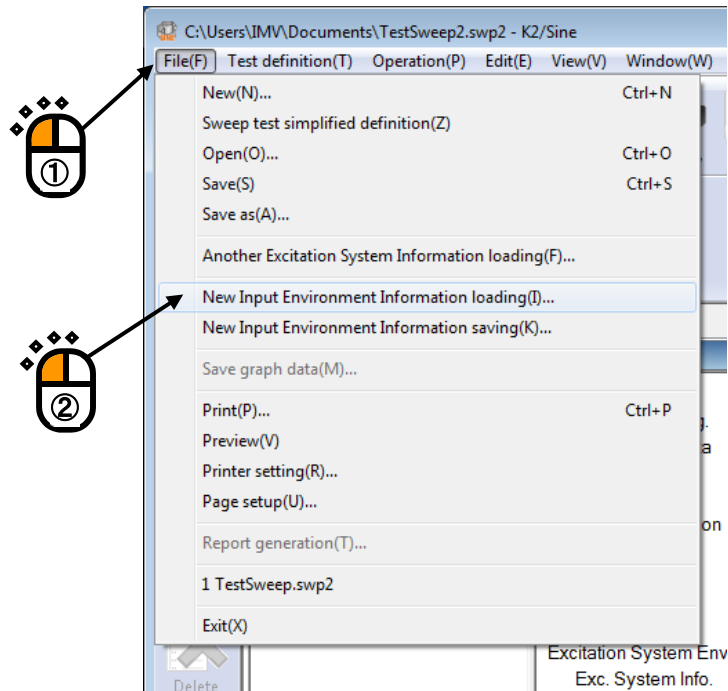 C:\Users\IMV\Documents\TestSweep2.swp2 - K2/Sine
File(F) Test definition(T) Operation(P) Edit(E) View(V) Window(W)
①
New(N)... Ctrl+N
Sweep test simplified definition(Z)
Open(O)... Ctrl+O
Save(S) Ctrl+S
Save as(A)...
Another Excitation System Information loading(F)...
New Input Environment Information loading(I)...
New Input Environment Information saving(K)...
②
Save graph data(M)...
Print(P)... Ctrl+P
Preview(V)
Printer setting(R)...
Page setup(U)...
on
Report generation(T)...
1 TestSweep.swp2
Exit(X)
Excitation System Env
Exc. System Info.
Delete